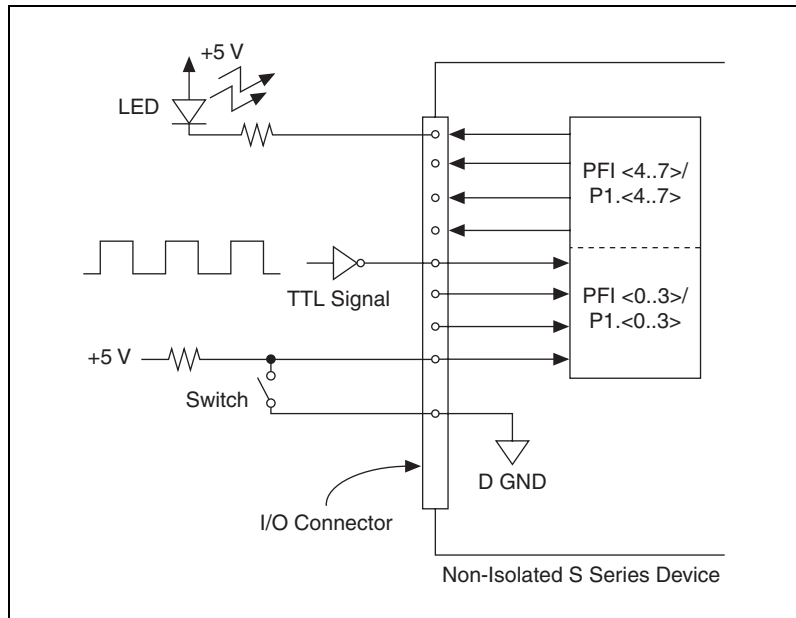 +5 V
LED
PFI <4..7>/
P1.<4..7>
TTL Signal
PFI <0..3>/
P1.<0..3>
+5 V
Switch
D GND
I/O Connector
Non-Isolated S Series Device